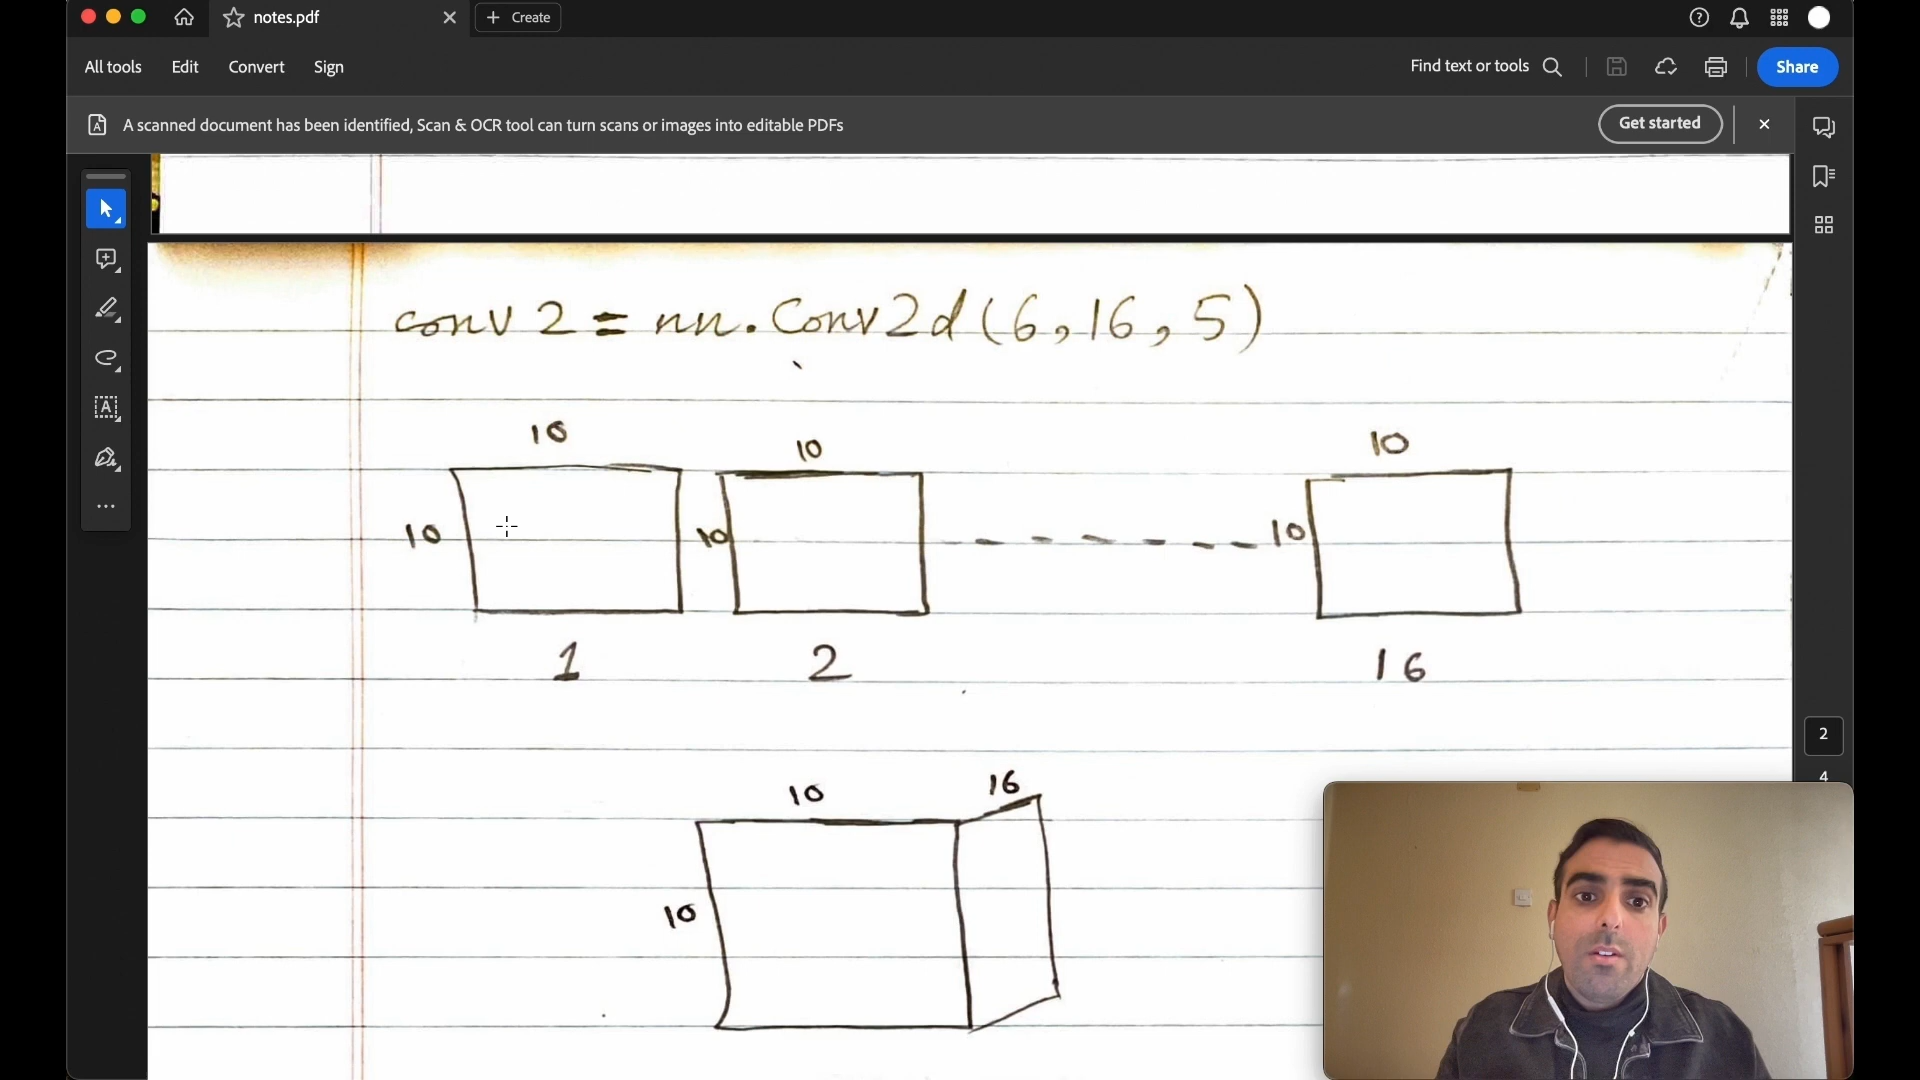 notes.pdf
Create
All tools
Edit
Convert
Sign
Find text or tools
Share
A scanned document has been identified, Scan & OCR tool can turn scans or images into editable PDFs
Get started
conv 2 = nn. Conv2d (6, 16, 5)
10
10
10
10
10
10
1
2
16
10
16
10
2
4